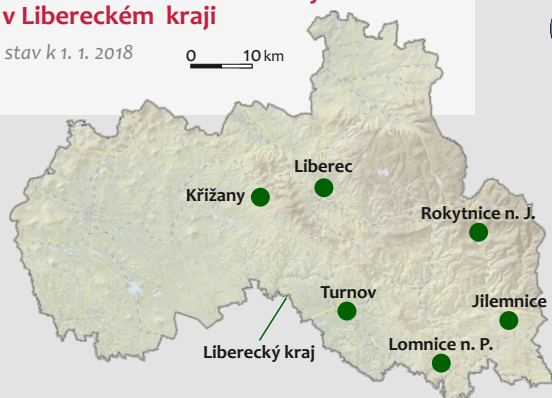 v Libereckém kraji
stav k 1. 1. 2018
0 10 km
Liberec
Křižany
Rokytnice n. J.
Turnov
Jilemnice
Liberecký kraj
Lomnice n. P.